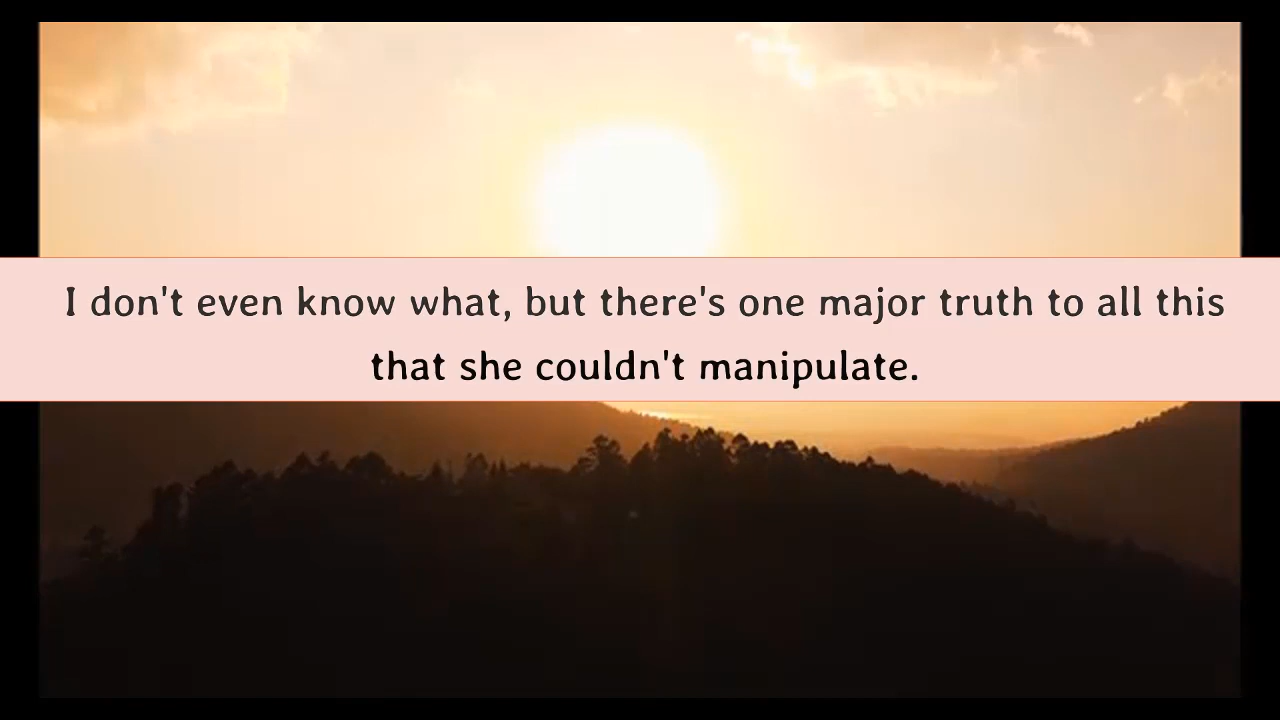 I don't even know what, but there's one major truth to all this
that she couldn't manipulate.